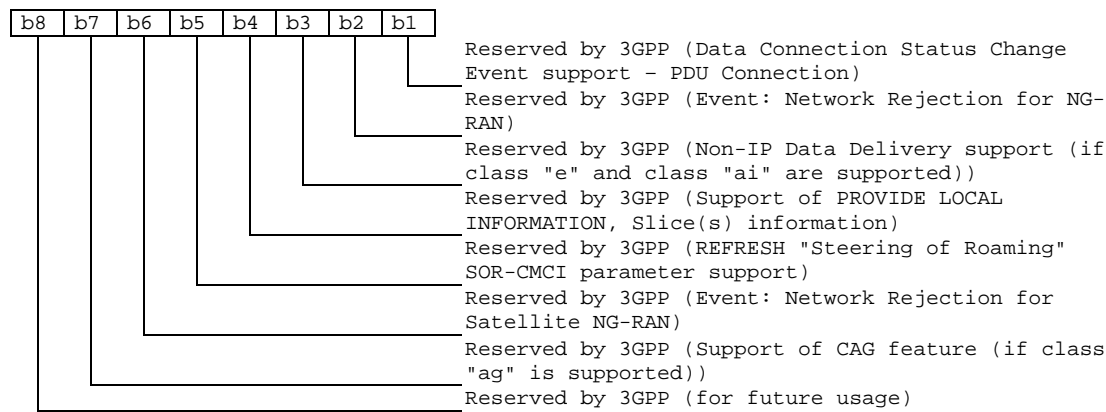 b8 b7 b6 b5 b4 b3 b2 b1
Reserved by 3GPP (Data Connection Status Change
Event support – PDU Connection)
Reserved by 3GPP (Event: Network Rejection for NG-
RAN)
Reserved by 3GPP (Non-IP Data Delivery support (if
class "e" and class "ai" are supported))
Reserved by 3GPP (Support of PROVIDE LOCAL
INFORMATION, Slice(s) information)
Reserved by 3GPP (REFRESH "Steering of Roaming"
SOR-CMCI parameter support)
Reserved by 3GPP (Event: Network Rejection for
Satellite NG-RAN)
Reserved by 3GPP (Support of CAG feature (if class
"ag" is supported))
Reserved by 3GPP (for future usage)